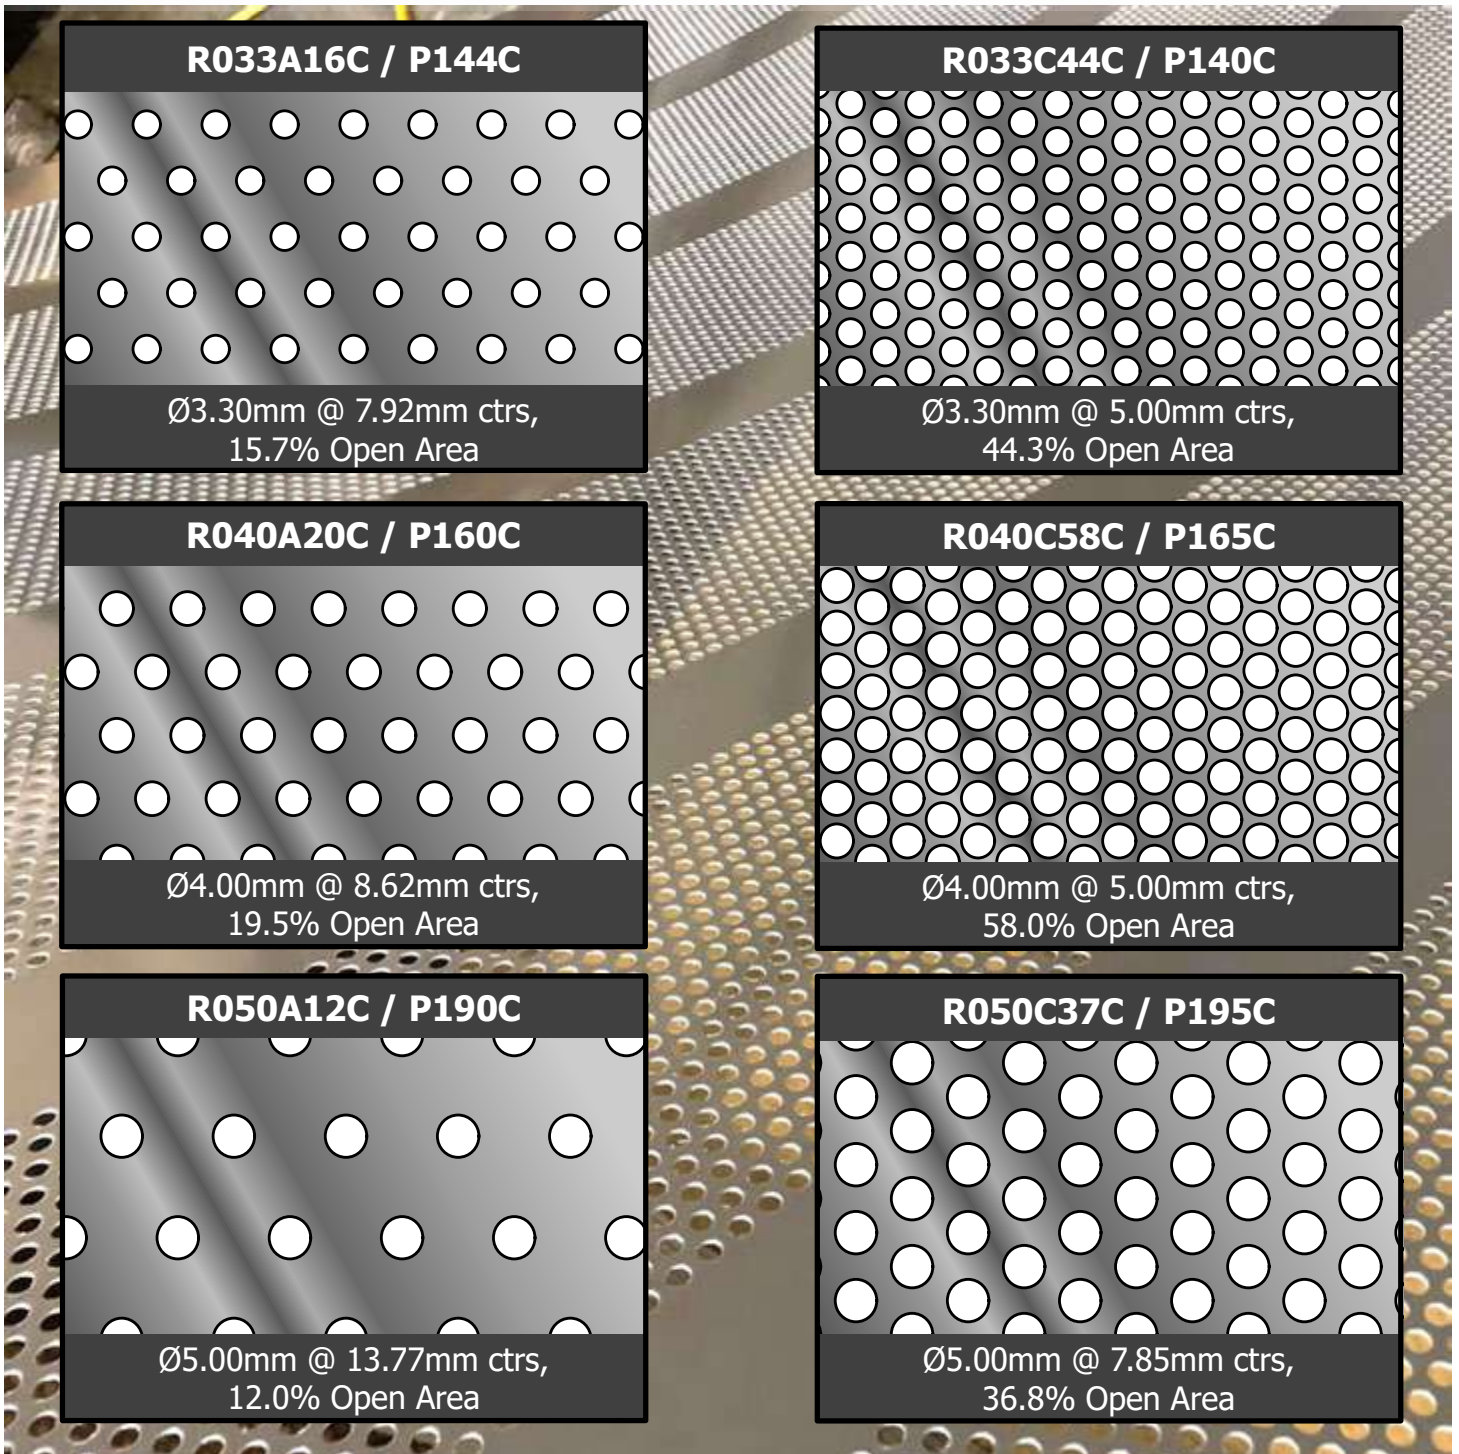 R033A16C / P144C
Ø3.30mm @ 7.92mm ctrs,
15.7% Open Area
R033C44C / P140C
Ø3.30mm @ 5.00mm ctrs,
44.3% Open Area
R040A20C / P160C
Ø4.00mm @ 8.62mm ctrs,
19.5% Open Area
R040C58C / P165C
Ø4.00mm @ 5.00mm ctrs,
58.0% Open Area
R050A12C / P190C
Ø5.00mm @ 13.77mm ctrs,
12.0% Open Area
R050C37C / P195C
Ø5.00mm @ 7.85mm ctrs,
36.8% Open Area